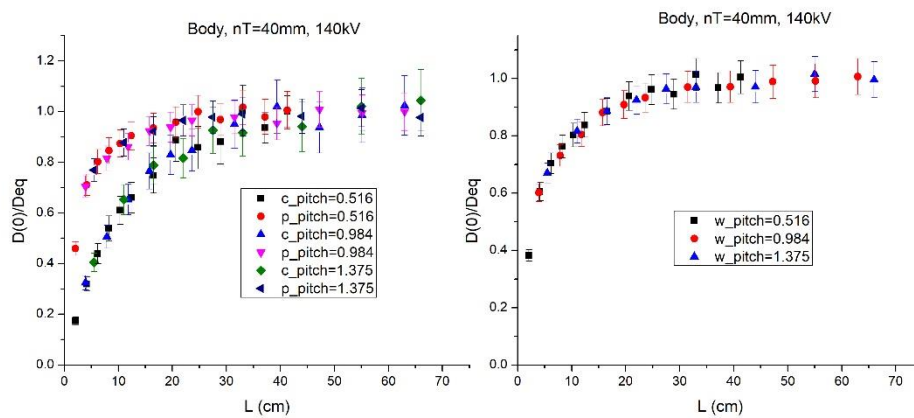 Body, nT=40mm, 140kV
1.2
1.0
0.8
0.6
0.4
0.2
0.0
D(0)/Deq
c_pitch=0.516
p_pitch=0.516
c_pitch=0.984
p_pitch=0.984
c_pitch=1.375
p_pitch=1.375
0 10 20 30 40 50 60 70
L (cm)
Body, nT=40mm, 140kV
1.0
0.8
0.6
0.4
0.2
0.0
D(0)/Deq
w_pitch=0.516
w_pitch=0.984
w_pitch=1.375
0 10 20 30 40 50 60 70
L (cm)